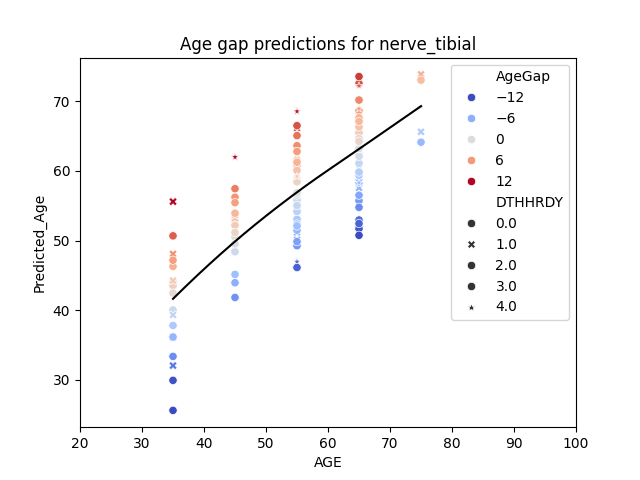 Age gap predictions for nerve_tibial
Predicted_Age
70
60
50
40
30
20 30 40 50 60 70 80 90 100
AGE
AgeGap
−12
−6
0
6
12
DTHHRDY
0.0
1.0
2.0
3.0
4.0